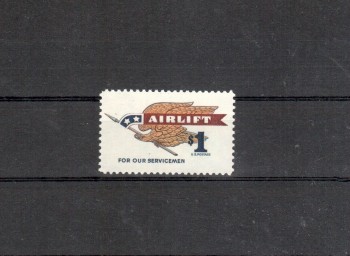 AIRLIFT
$1
U.S. POSTAGE
FOR OUR SERVICEMEN